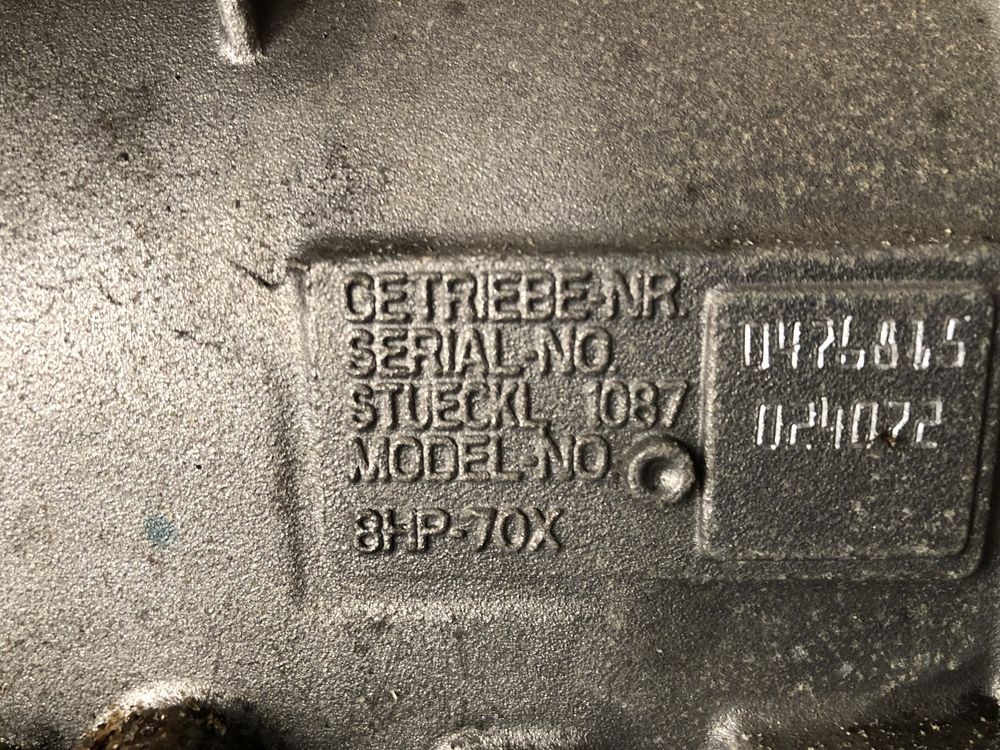 GETRIEBE-NR.
SERIAL-NO.
STUECKL. 1087
MODEL-NO.
8HP-70X
0476865
024072